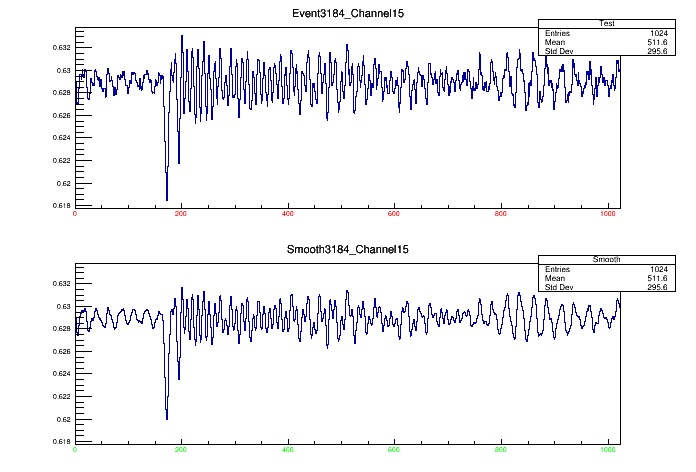 Event3184_Channel15
Test
Entries 1024
Mean 511.6
Std Dev 295.6
0.632
0.63
0.628
0.626
0.624
0.622
0.62
0.618
0 200 400 600 800 1000
Smooth3184_Channel15
Smooth
Entries 1024
Mean 511.6
Std Dev 295.6
0.632
0.63
0.628
0.626
0.624
0.622
0.62
0.618
0 200 400 600 800 1000